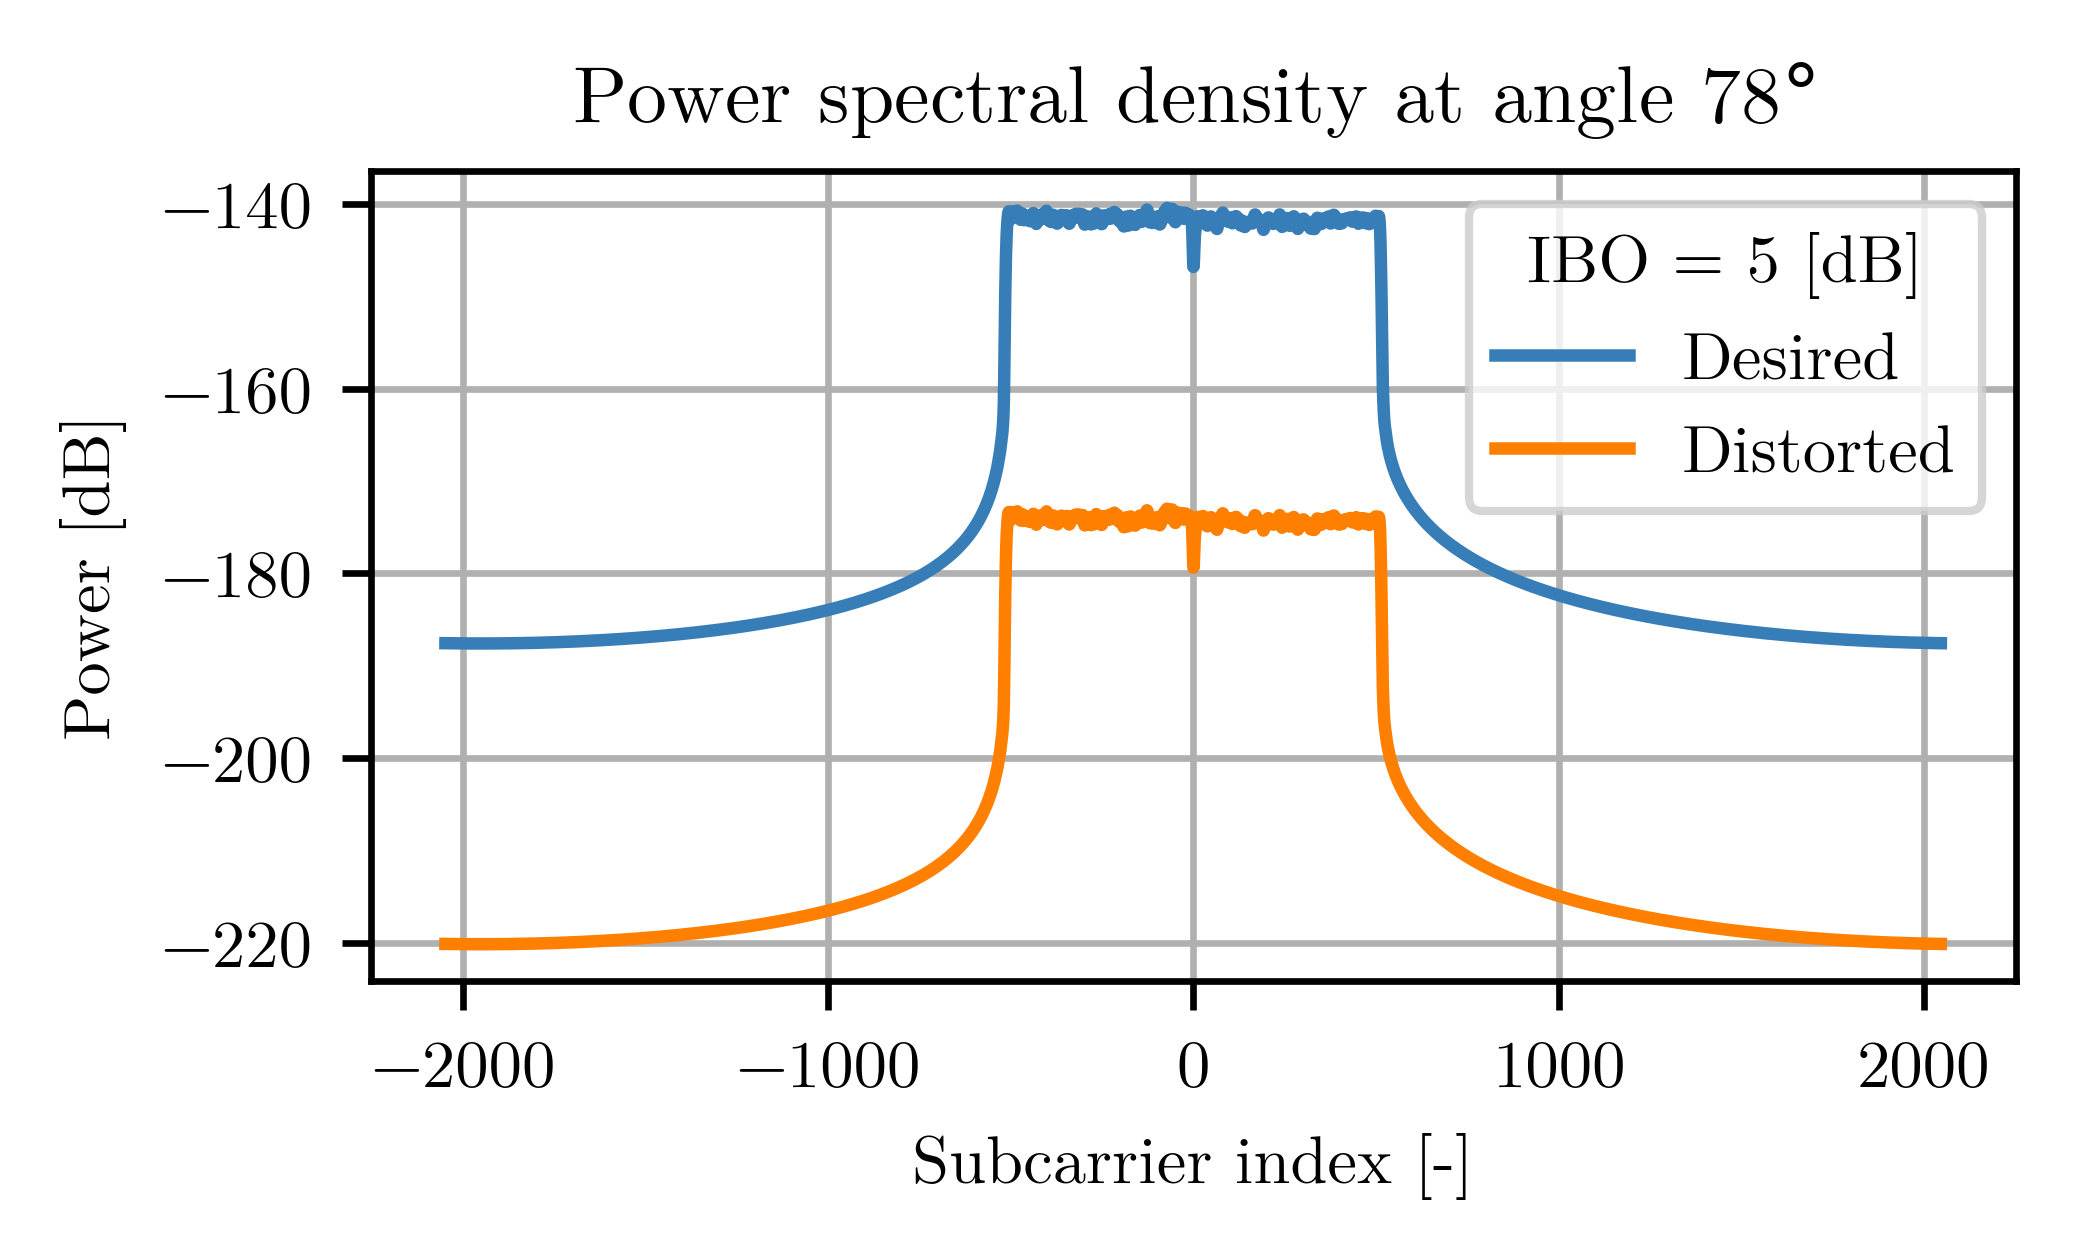 Power spectral density at angle 78°
−140
−160
−180
−200
−220
Power [dB]
IBO = 5 [dB]
Desired
Distorted
−2000 −1000 0 1000 2000
Subcarrier index [-]